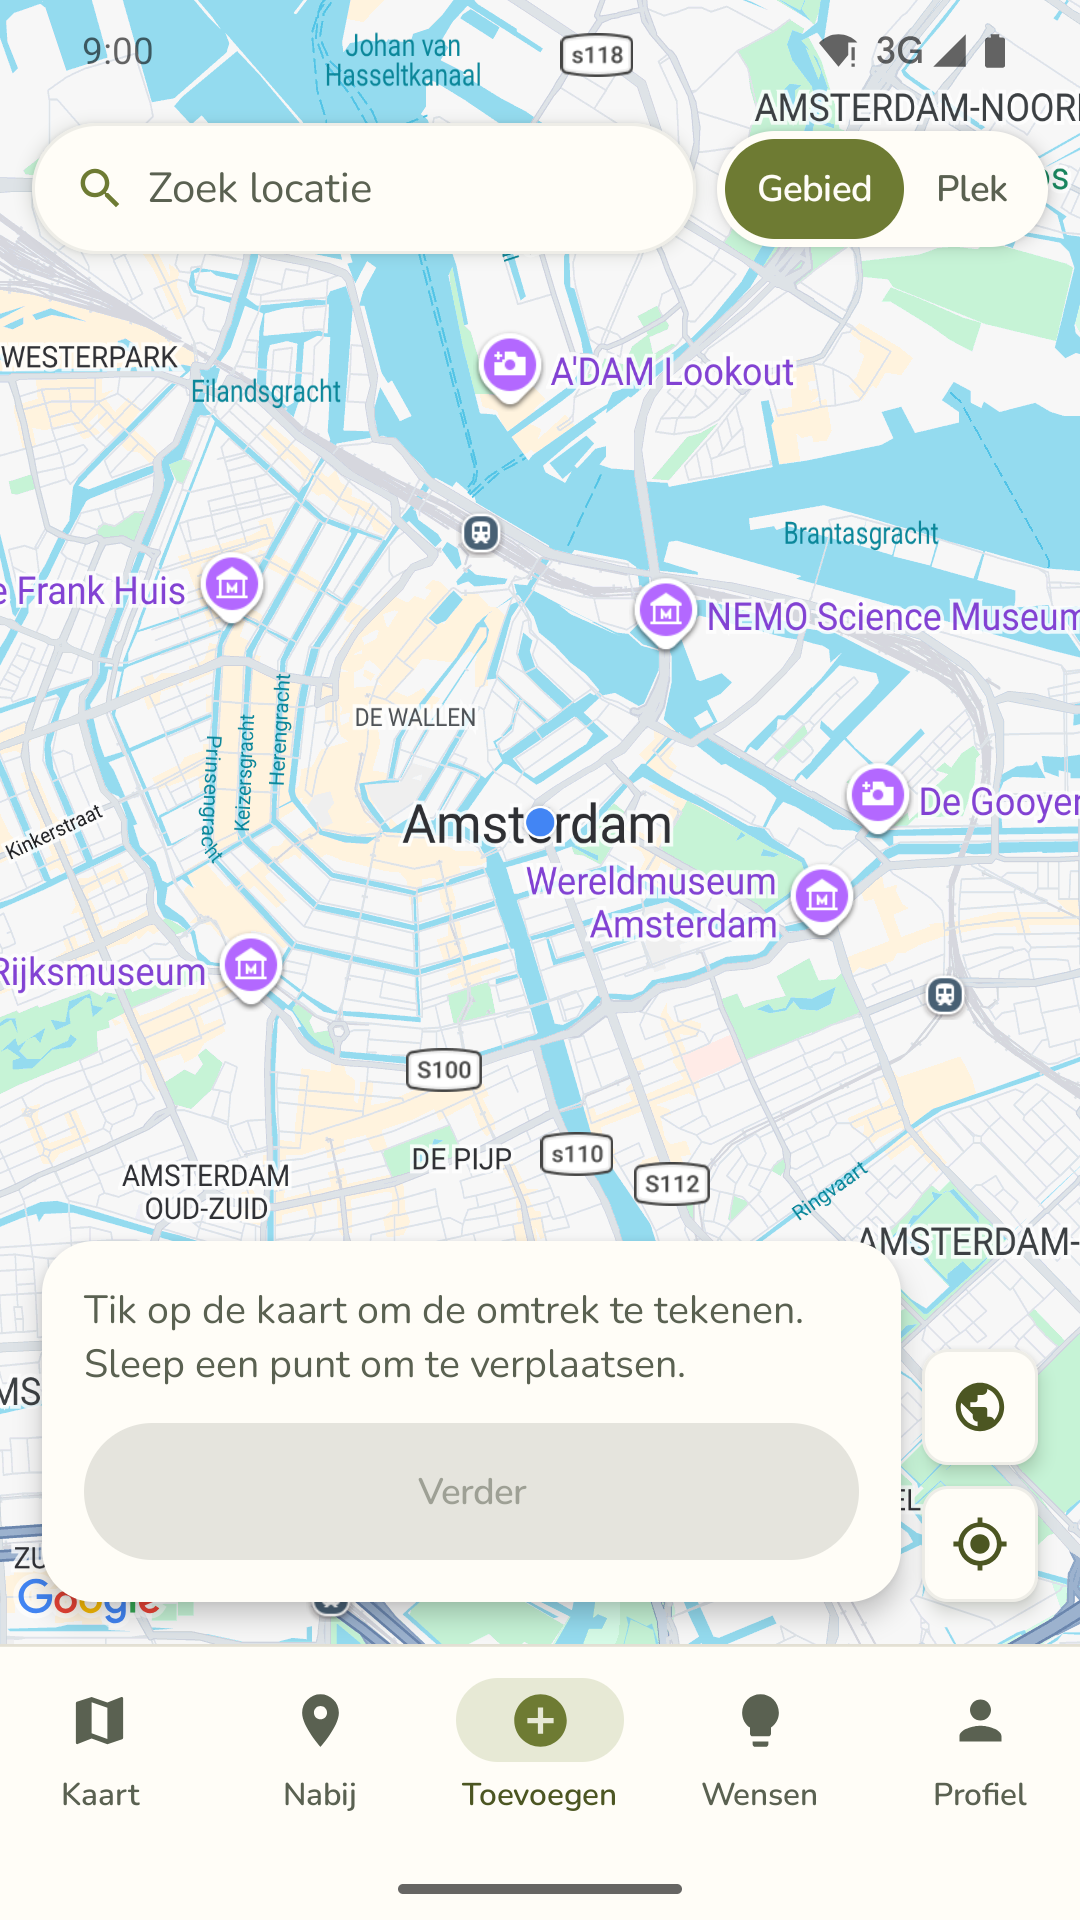 9:00
3G
Johan van
Hasseltkanaal
s118
AMSTERDAM-NOOR
Zoek locatie
Gebied
Plek
WESTERPARK
Eilandsgracht
A'DAM Lookout
Brantasgracht
e Frank Huis
NEMO Science Museum
DE WALLEN
Prinsengracht
Keizersgracht
Herengracht
Kinkerstraat
De Gooyer
Amsterdam
Wereldmuseum
Amsterdam
Rijksmuseum
S100
DE PIJP
s110
S112
AMSTERDAM
OUD-ZUID
Ringvaart
AMSTERDAM-
Tik op de kaart om de omtrek te tekenen.
Sleep een punt om te verplaatsen.
Verder
Google
Kaart
Nabij
Toevoegen
Wensen
Profiel